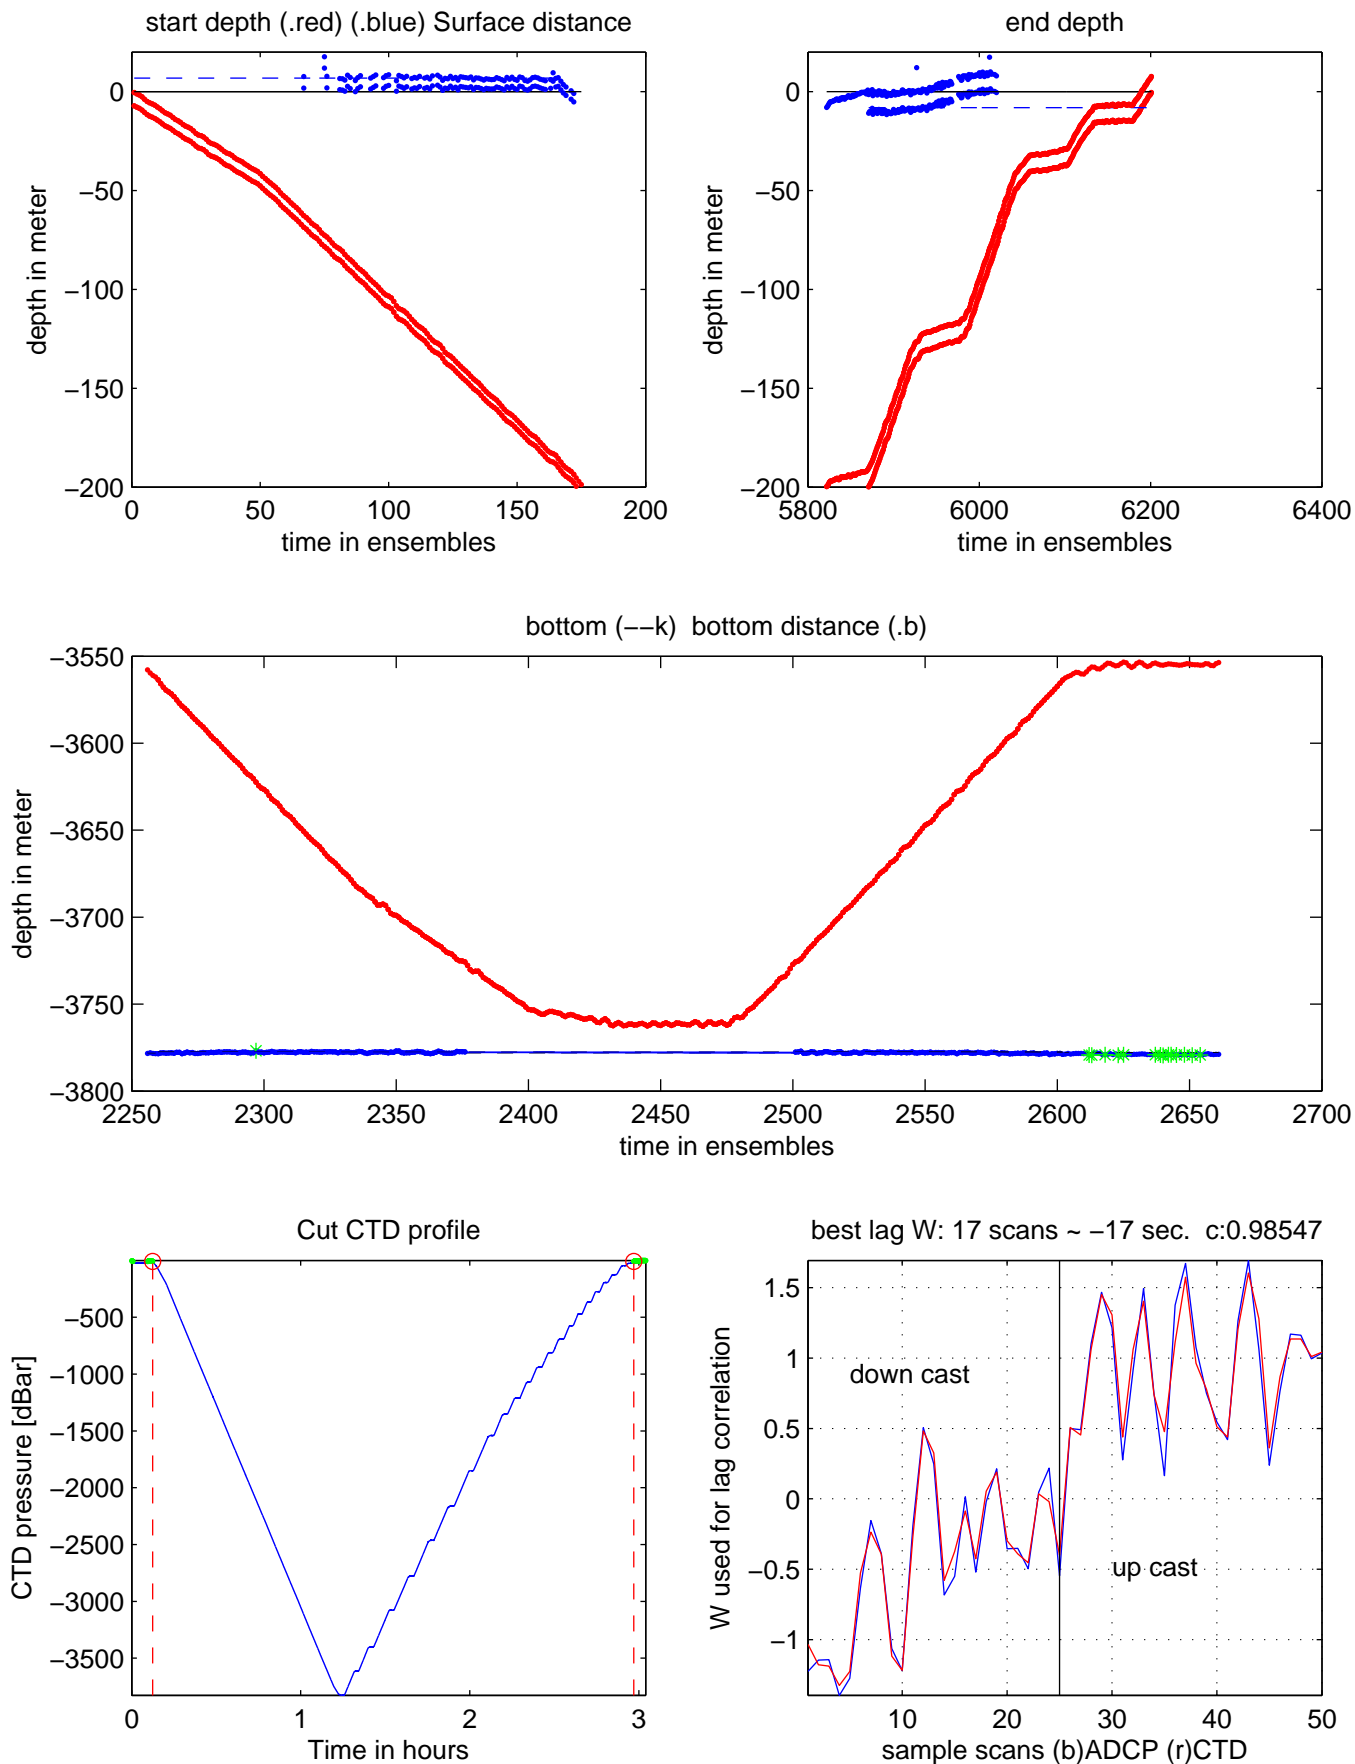 start depth (.red) (.blue) Surface distance
0
−50
−100
−150
−200
depth in meter
0 50 100 150 200
time in ensembles
end depth
0
−50
−100
−150
−200
depth in meter
5800 6000 6200 6400
time in ensembles
bottom (−−k)  bottom distance (.b)
−3550
−3600
−3650
−3700
−3750
−3800
depth in meter
2250 2300 2350 2400 2450 2500 2550 2600 2650 2700
time in ensembles
Cut CTD profile
−500
−1000
−1500
−2000
−2500
−3000
−3500
CTD pressure [dBar]
0 1 2 3
Time in hours
best lag W: 17 scans ~ −17 sec.  c:0.98547
1.5
1
0.5
0
−0.5
−1
W used for lag correlation
down cast
up cast
10 20 30 40 50
sample scans (b)ADCP (r)CTD